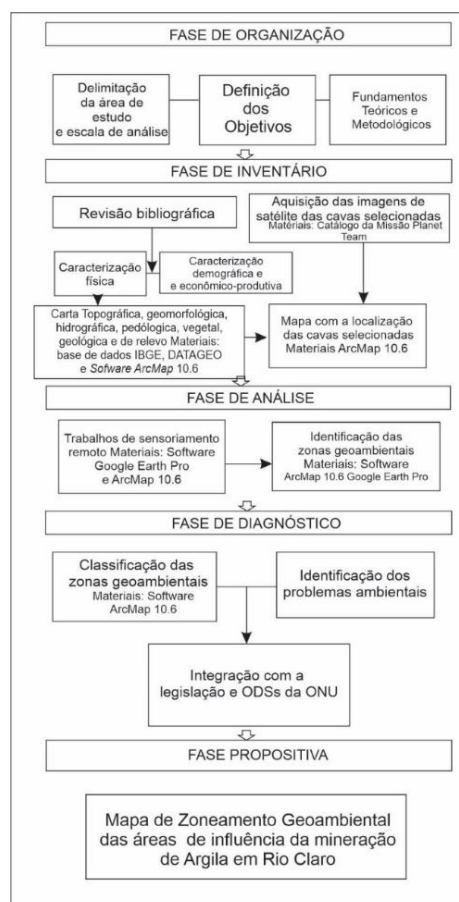 FASE DE ORGANIZAÇÃO
Delimitação
da área de
estudo
e escala de análise
Definição
dos
Objetivos
Fundamentos
Teóricos e
Metodológicos
FASE DE INVENTÁRIO
Revisão bibliográfica
Aquisição das imagens de
satélite das cavas selecionadas
Matériais: Catálogo da Missão Planet
Team
Caracterização
física
Caracterização
demográfica e
e econômico-produtiva
Carta Topográfica, geomorfológica,
hidrográfica, pedólogica, vegetal,
geológica e de relevo Materiais:
base de dados IBGE, DATAGEO
e Sofware ArcMap 10.6
Mapa com a localização
das cavas selecionadas
Materiais ArcMap 10.6
FASE DE ANÁLISE
Trabalhos de sensoriamento
remoto Materiais: Software
Google Earth Pro
e ArcMap 10.6
Identificação das
zonas geoambientais
Materiais: Software
ArcMap 10.6 Google Earth Pro
FASE DE DIAGNÓSTICO
Classificação das
zonas geoambientais
Materiais: Software
ArcMap 10.6
Identificação dos
problemas ambientais
Integração com a
legislação e ODSs da ONU
FASE PROPOSITIVA
Mapa de Zoneamento Geoambiental
das áreas de influência da mineração
de Argila em Rio Claro